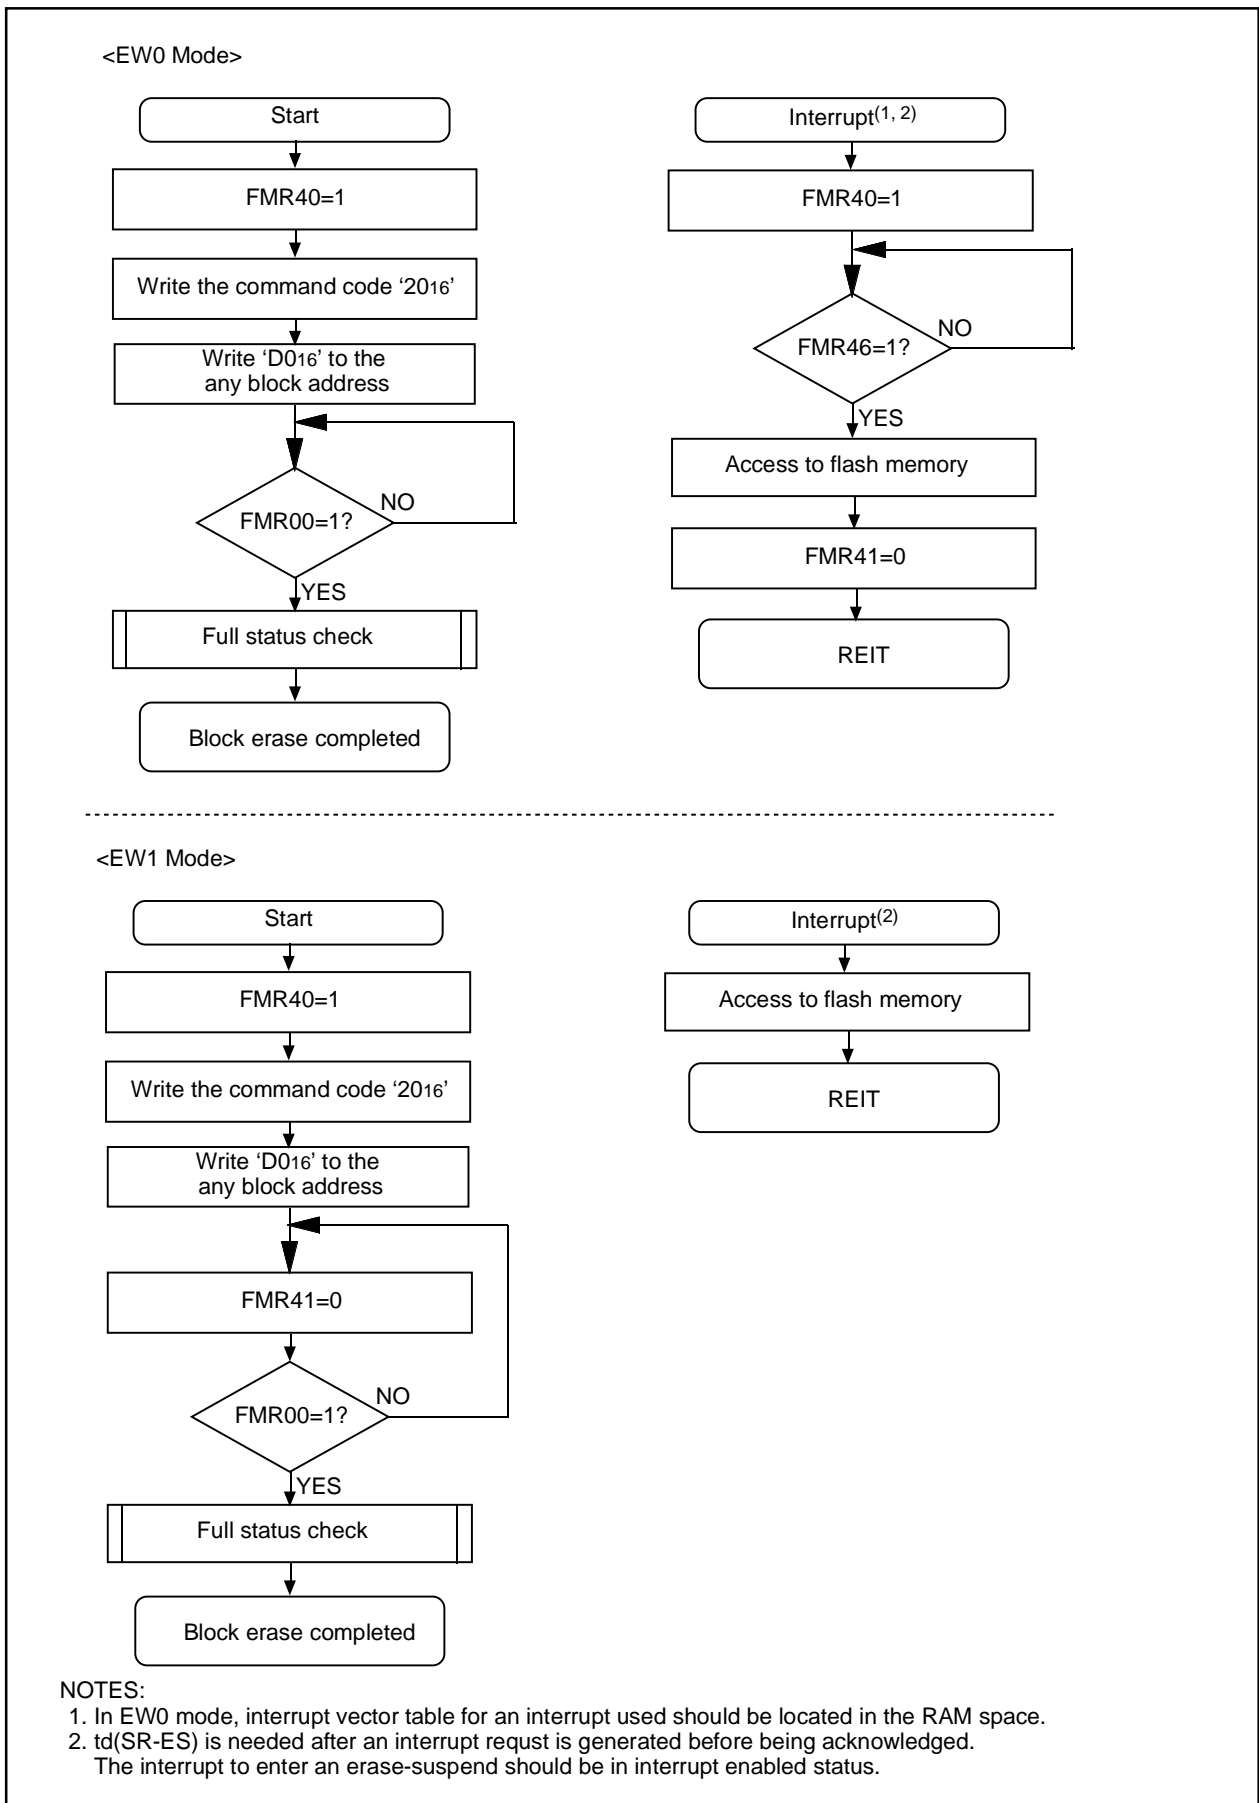 <EW0 Mode>
Start
FMR40=1
Write the command code ‘2016’
Write ‘D016’ to the
any block address
FMR00=1?
NO
YES
Full status check
Block erase completed
Interrupt(1, 2)
FMR40=1
FMR46=1?
NO
YES
Access to flash memory
FMR41=0
REIT
<EW1 Mode>
Start
FMR40=1
Write the command code ‘2016’
Write ‘D016’ to the
any block address
FMR41=0
FMR00=1?
NO
YES
Full status check
Block erase completed
Interrupt(2)
Access to flash memory
REIT
NOTES:
1. In EW0 mode, interrupt vector table for an interrupt used should be located in the RAM space.
2. td(SR-ES) is needed after an interrupt requst is generated before being acknowledged.
The interrupt to enter an erase-suspend should be in interrupt enabled status.